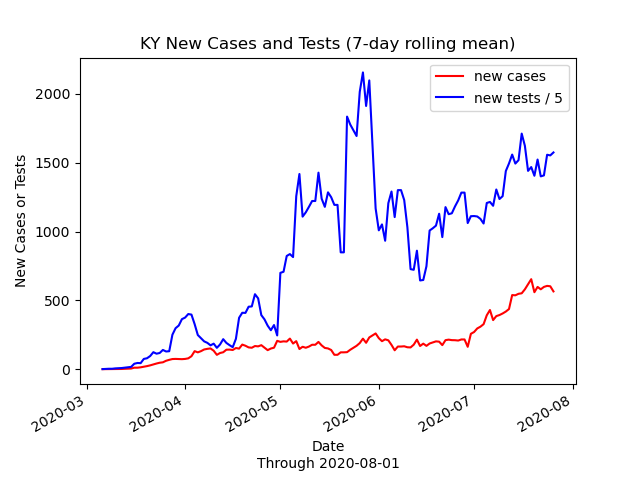 KY New Cases and Tests (7-day rolling mean)
new cases
new tests / 5
New Cases or Tests
2000
1500
1000
500
0
2020-03
2020-04
2020-05
2020-06
2020-07
2020-08
Date
Through 2020-08-01